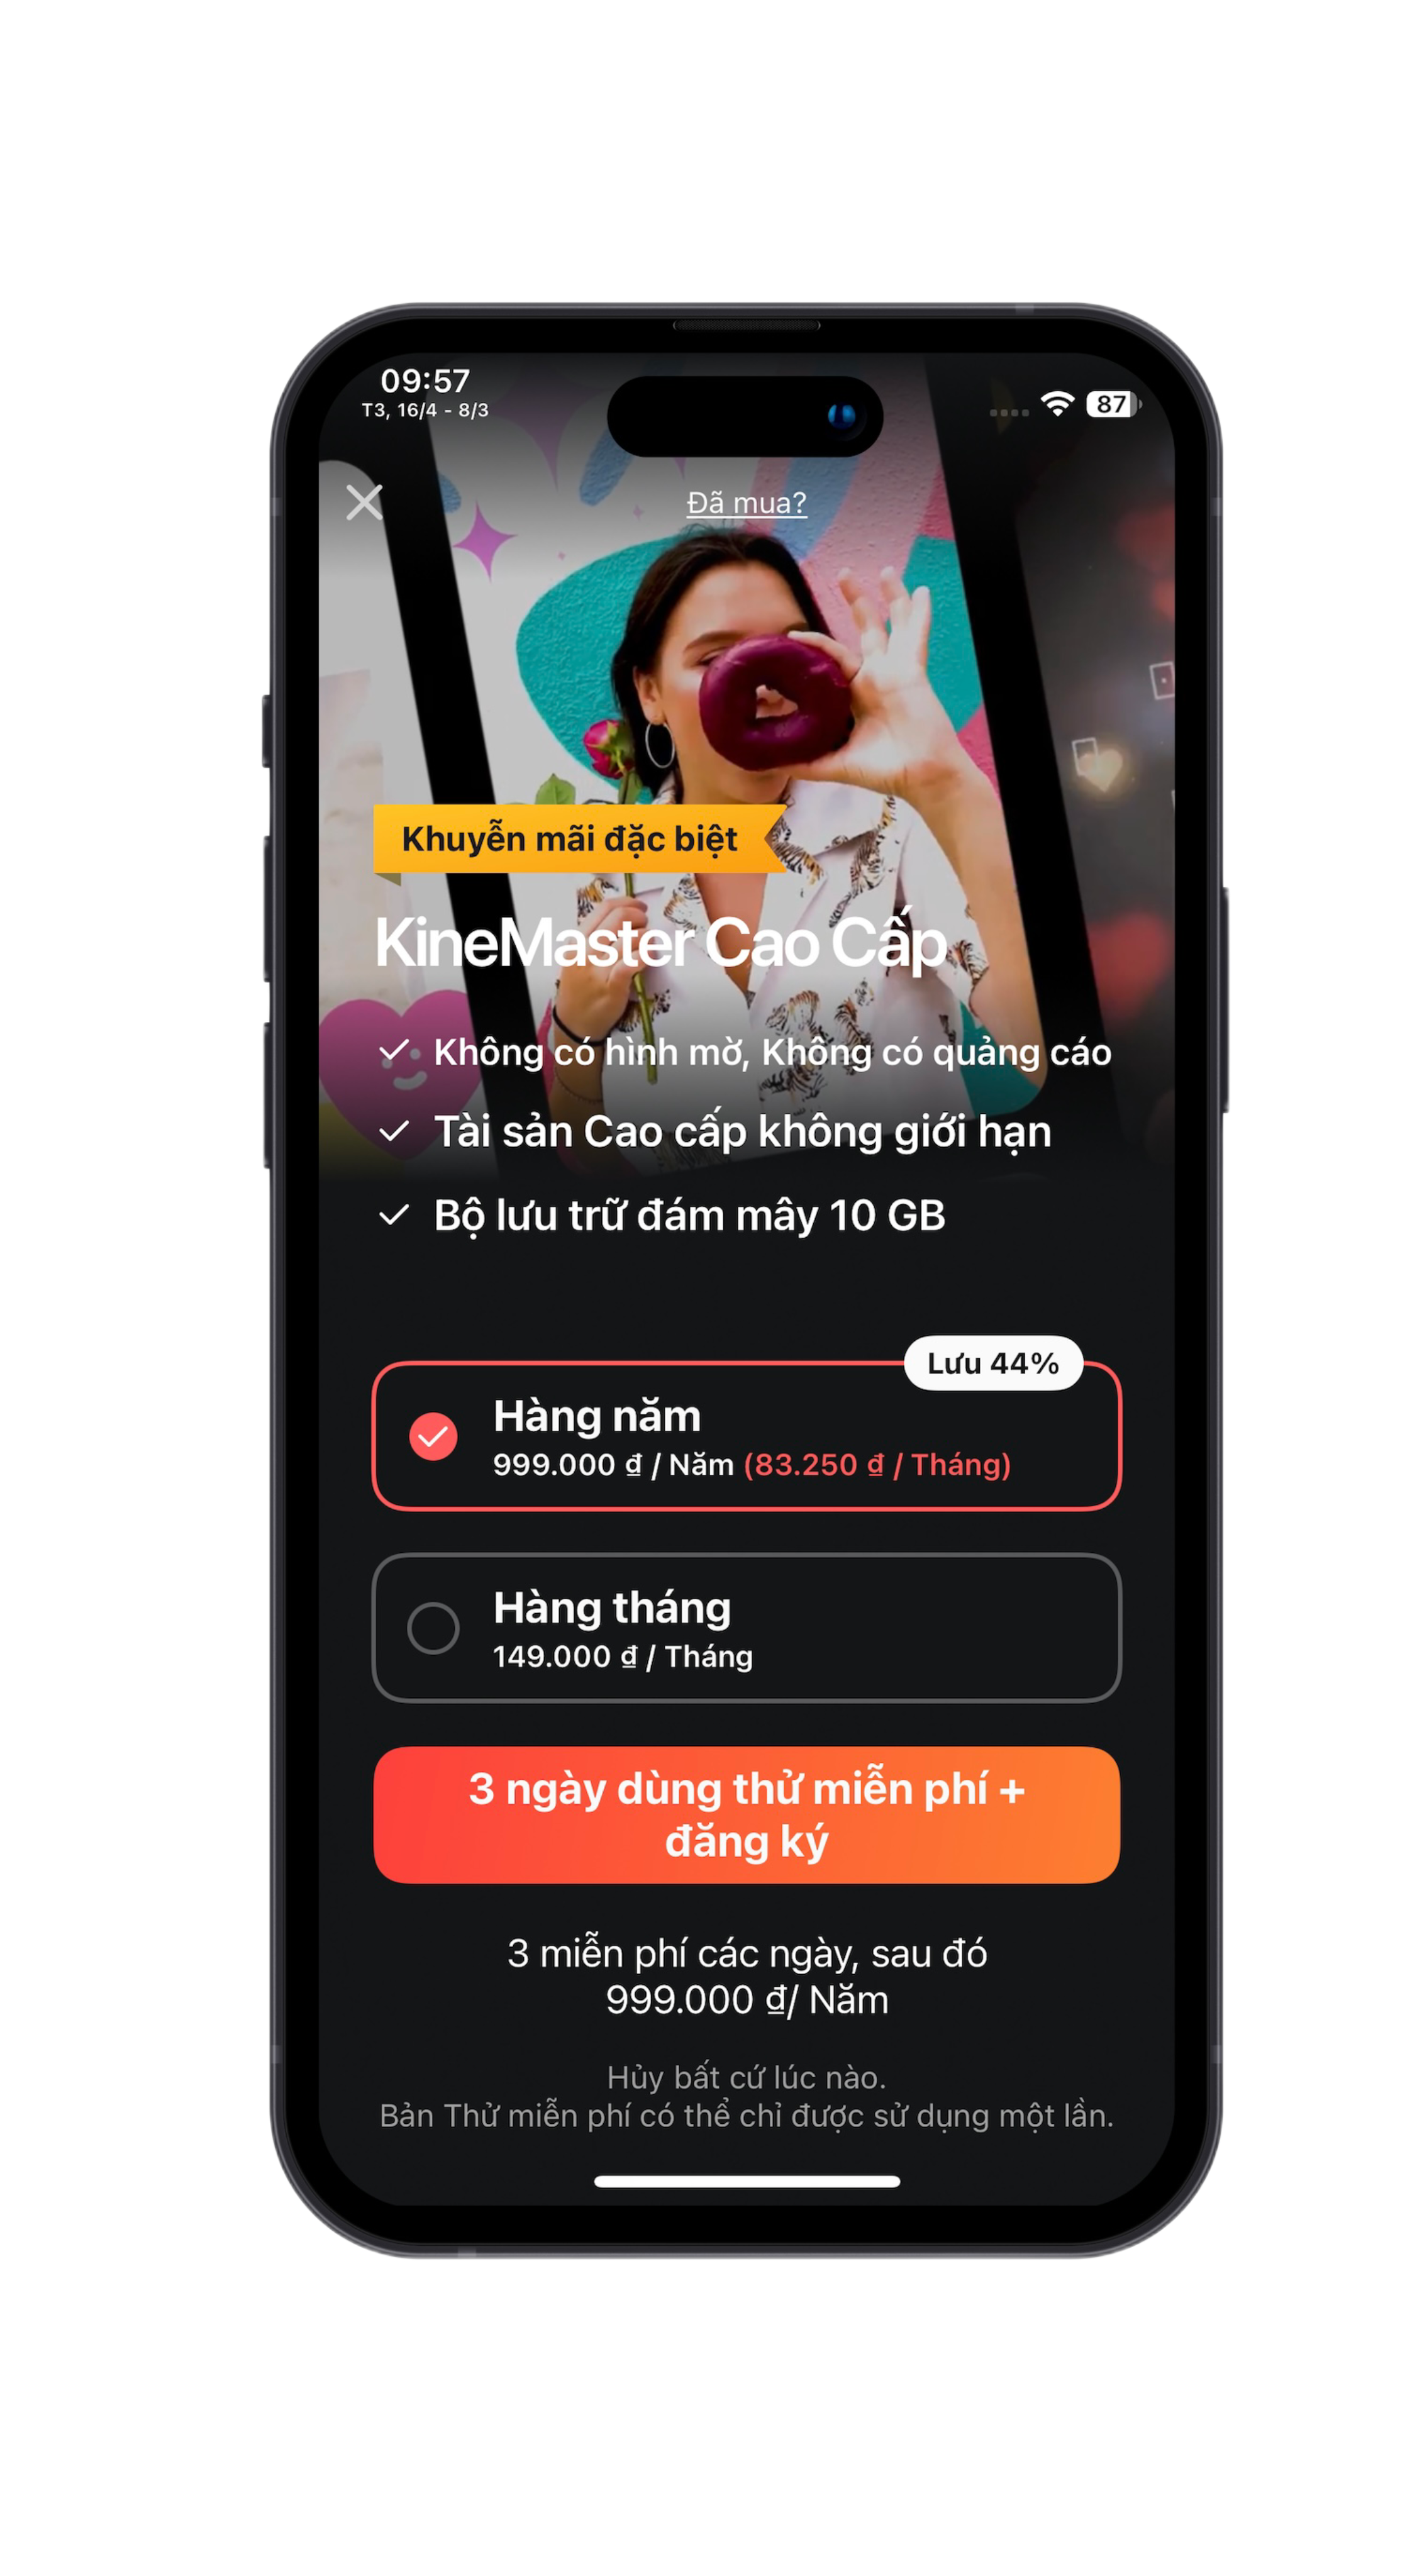 09:57
T3, 16/4 - 8/3
87
Đã mua?
Khuyễn mãi đặc biệt
KineMaster Cao Cấp
Không có hình mờ, Không có quảng cáo
Tài sản Cao cấp không giới hạn
Bộ lưu trữ đám mây 10 GB
Lưu 44%
Hàng năm
999.000 ₫ / Năm (83.250 ₫ / Tháng)
Hàng tháng
149.000 ₫ / Tháng
3 ngày dùng thử miễn phí +
đăng ký
3 miễn phí các ngày, sau đó
999.000 ₫/ Năm
Hủy bất cứ lúc nào.
Bản Thử miễn phí có thể chỉ được sử dụng một lần.